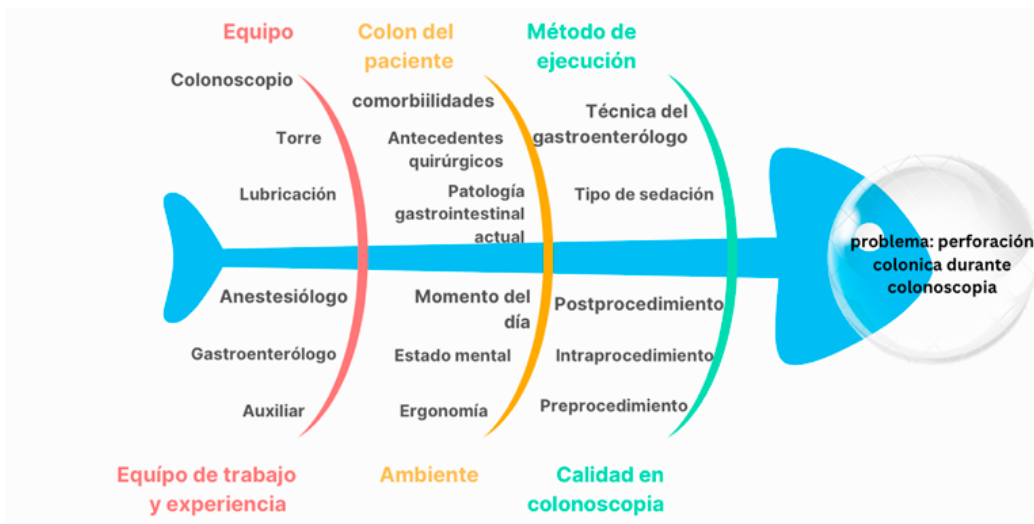 Equipo
Colonoscopio
Torre
Lubricación
Colon del
paciente
comorbiilidades
Antecedentes
quirúrgicos
Patología
gastrointestinal
actual
Método de
ejecución
Técnica del
gastroenterólogo
Tipo de sedación
problema: perforación
colonica durante
colonoscopia
Anestesiólogo
Gastroenterólogo
Auxiliar
Equípo de trabajo
y experiencia
Momento del
día
Estado mental
Ergonomía
Ambiente
Postprocedimiento
Intraprocedimiento
Preprocedimiento
Calidad en
colonoscopia